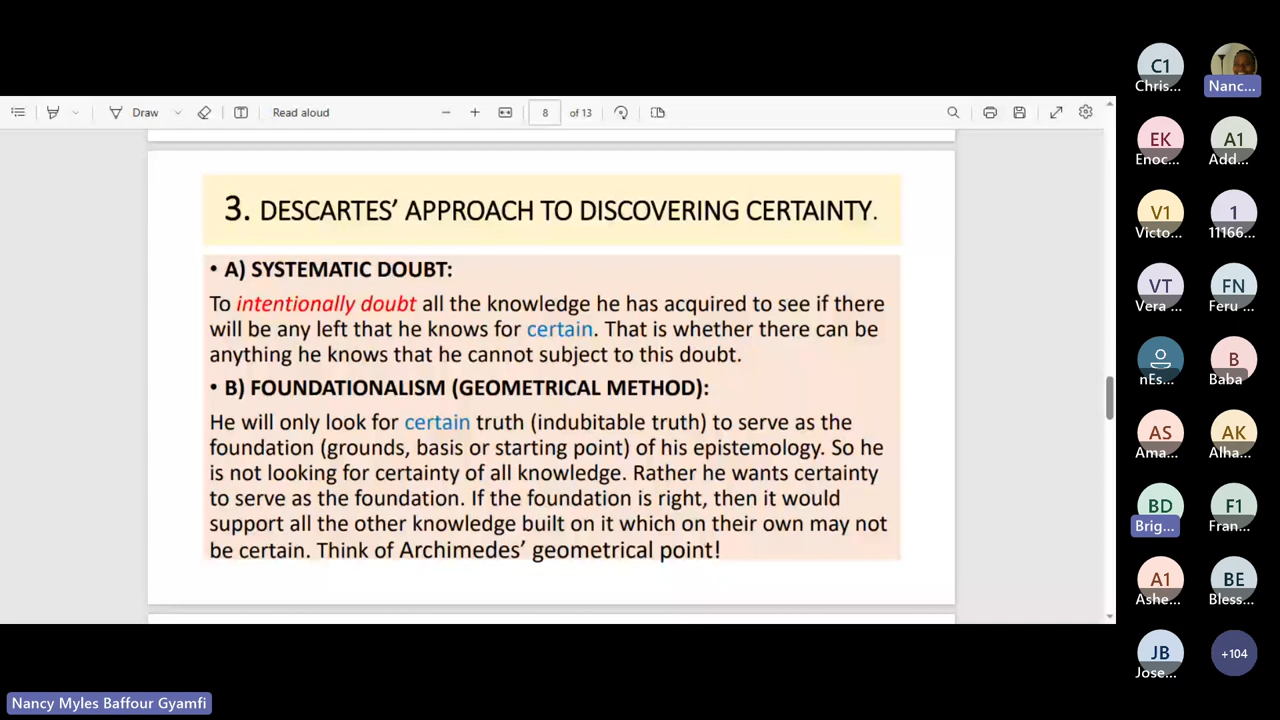 Draw
Read aloud
8
of 13
3. DESCARTES’ APPROACH TO DISCOVERING CERTAINTY.
• A) SYSTEMATIC DOUBT:
To intentionally doubt all the knowledge he has acquired to see if there
will be any left that he knows for certain. That is whether there can be
anything he knows that he cannot subject to this doubt.
• B) FOUNDATIONALISM (GEOMETRICAL METHOD):
He will only look for certain truth (indubitable truth) to serve as the
foundation (grounds, basis or starting point) of his epistemology. So he
is not looking for certainty of all knowledge. Rather he wants certainty
to serve as the foundation. If the foundation is right, then it would
support all the other knowledge built on it which on their own may not
be certain. Think of Archimedes’ geometrical point!
C1
Chris...
Nanc...
EK
Enoc...
A1
Add...
V1
Victo...
1
11166...
VT
Vera ...
FN
Feru ...
nEs...
B
Baba
AS
Ama...
AK
Alha...
BD
Brig...
F1
Fran...
A1
Ashe...
BE
Bless...
JB
Jose...
+104
Nancy Myles Baffour Gyamfi